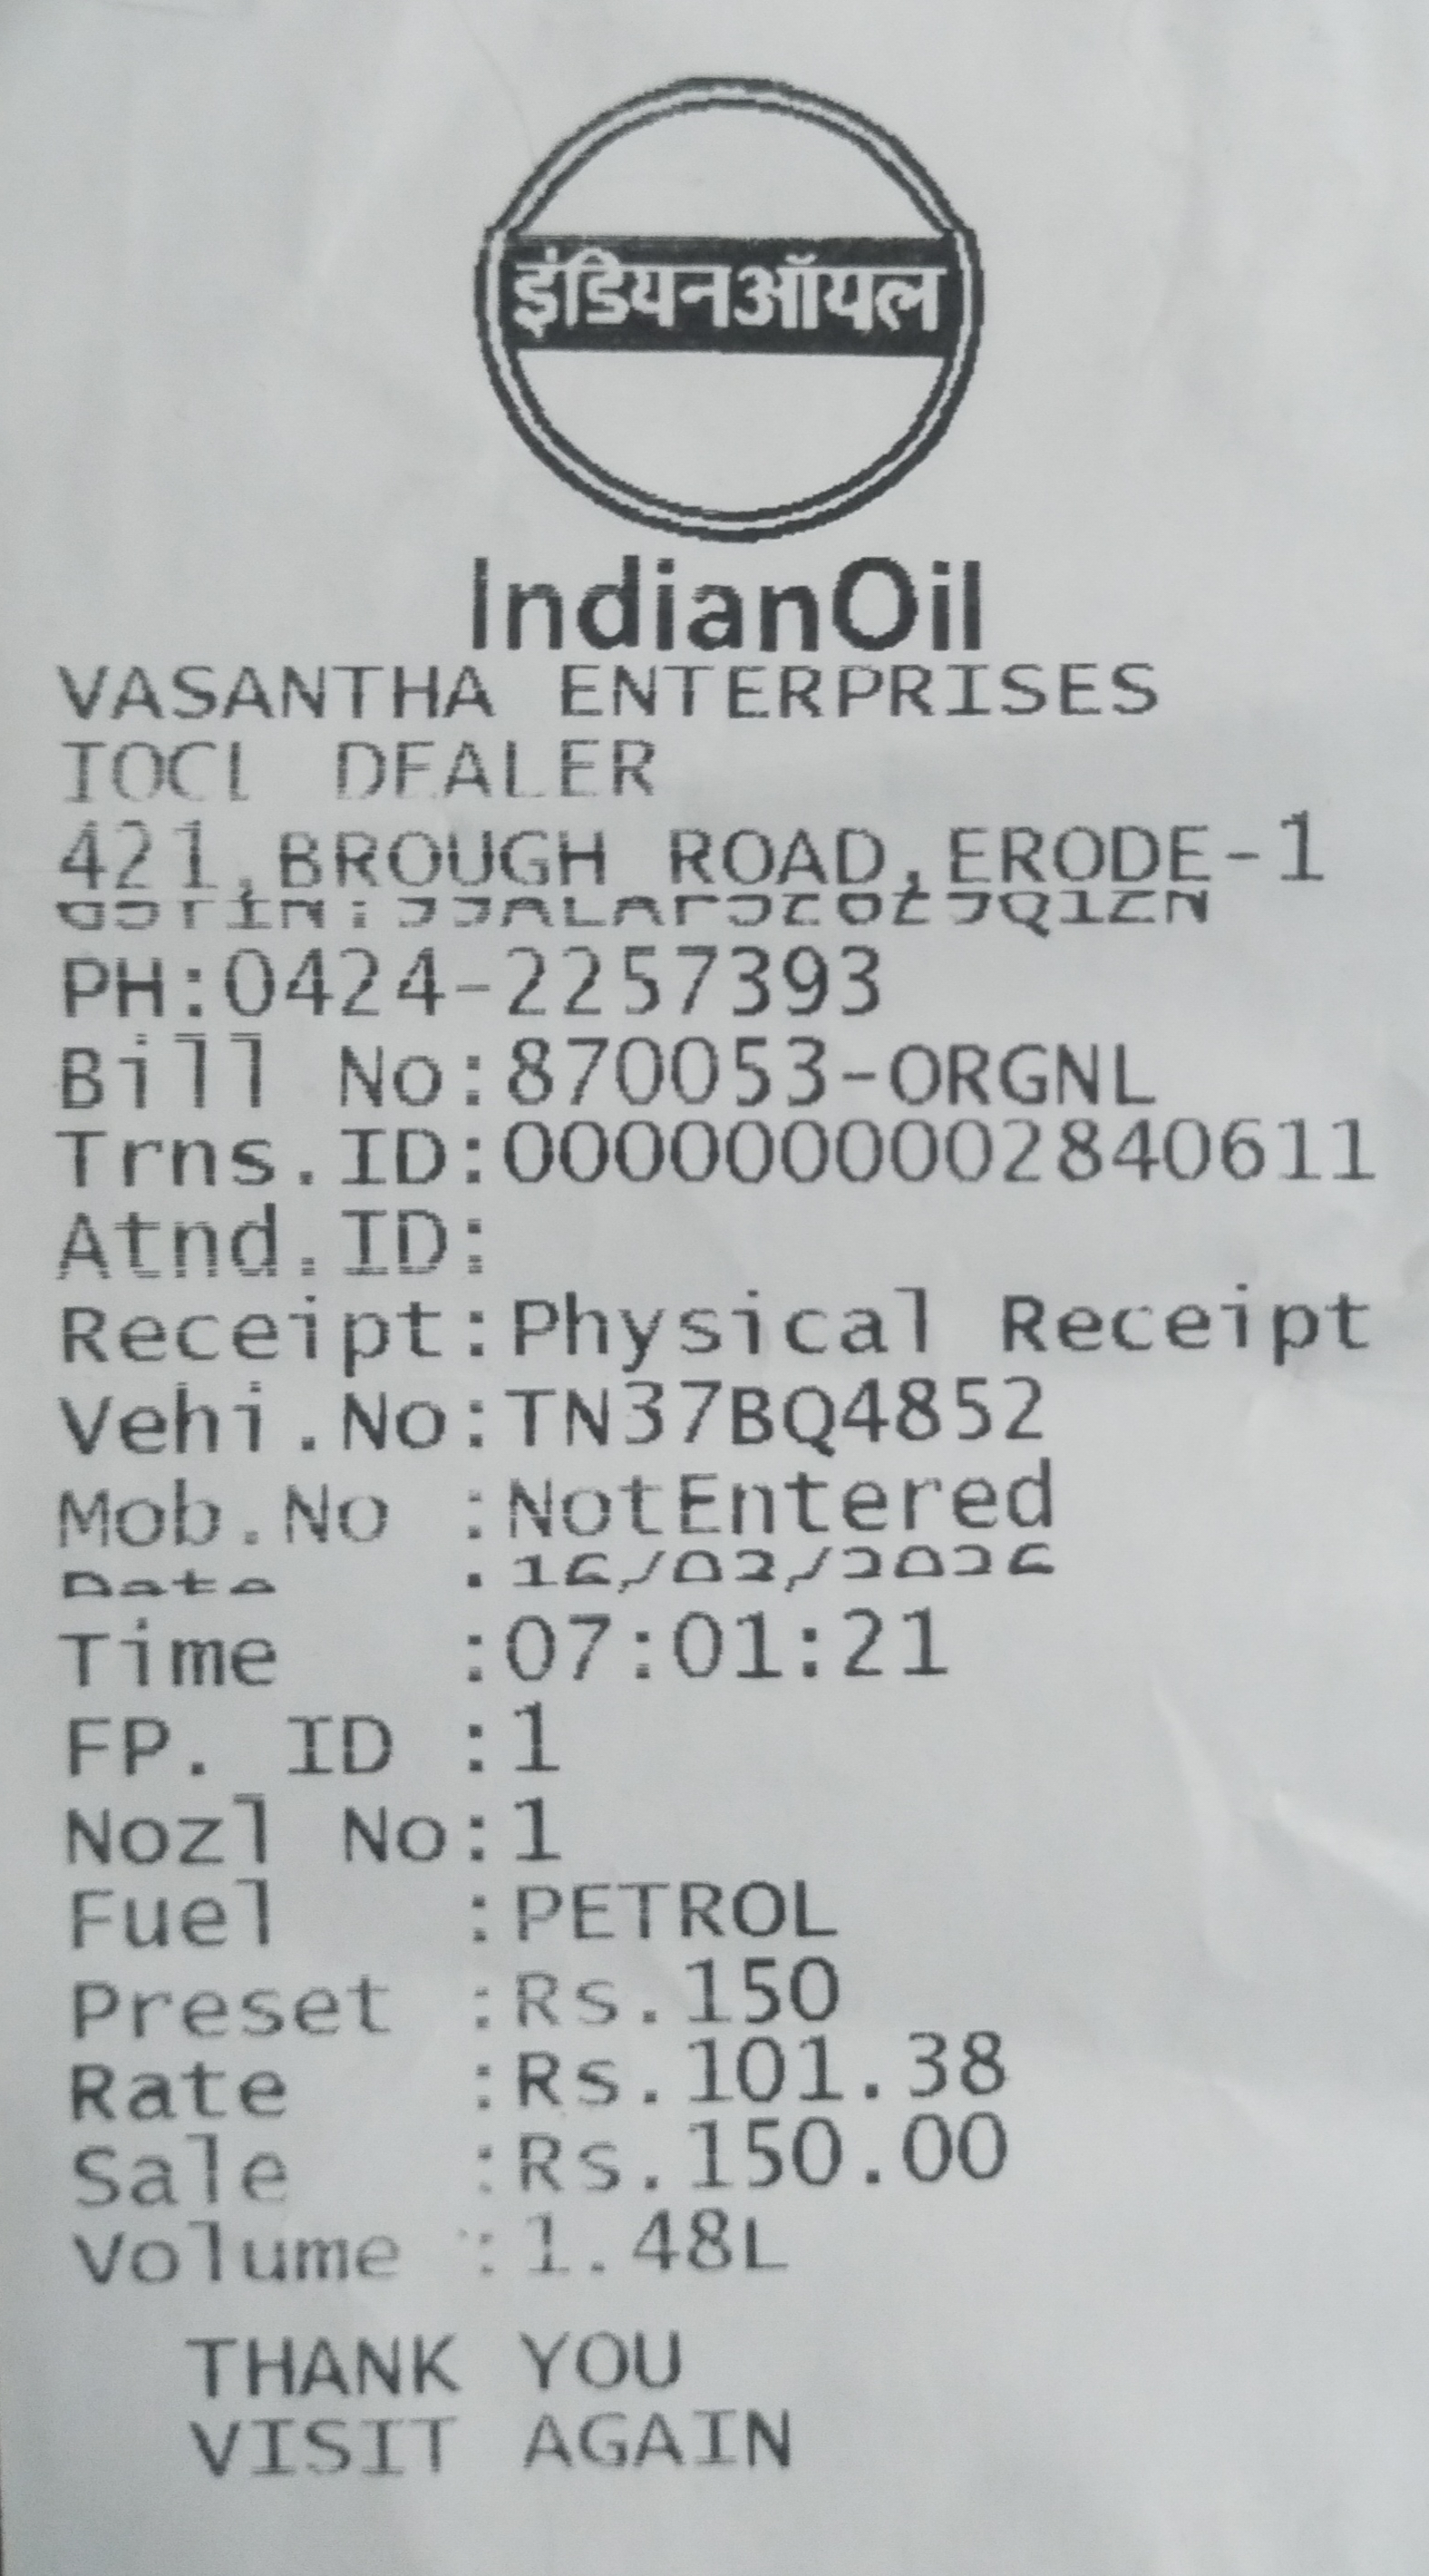 इंडियनऑयल
IndianOil
VASANTHA ENTERPRISES
IOCL DEALER
421,BROUGH ROAD,ERODE-1
PH:0424-2257393
Bill No:870053-ORGNL
Trns.ID:0000000002840611
Atnd.ID:
Receipt:Physical Receipt
Vehi.No:TN37BQ4852
Mob.No :NotEntered
Date
Time :07:01:21
FP. ID :1
Nozl No:1
Fuel :PETROL
Preset :Rs.150
Rate :Rs.101.38
Sale :Rs.150.00
Volume :1.48L
THANK YOU
VISIT AGAIN